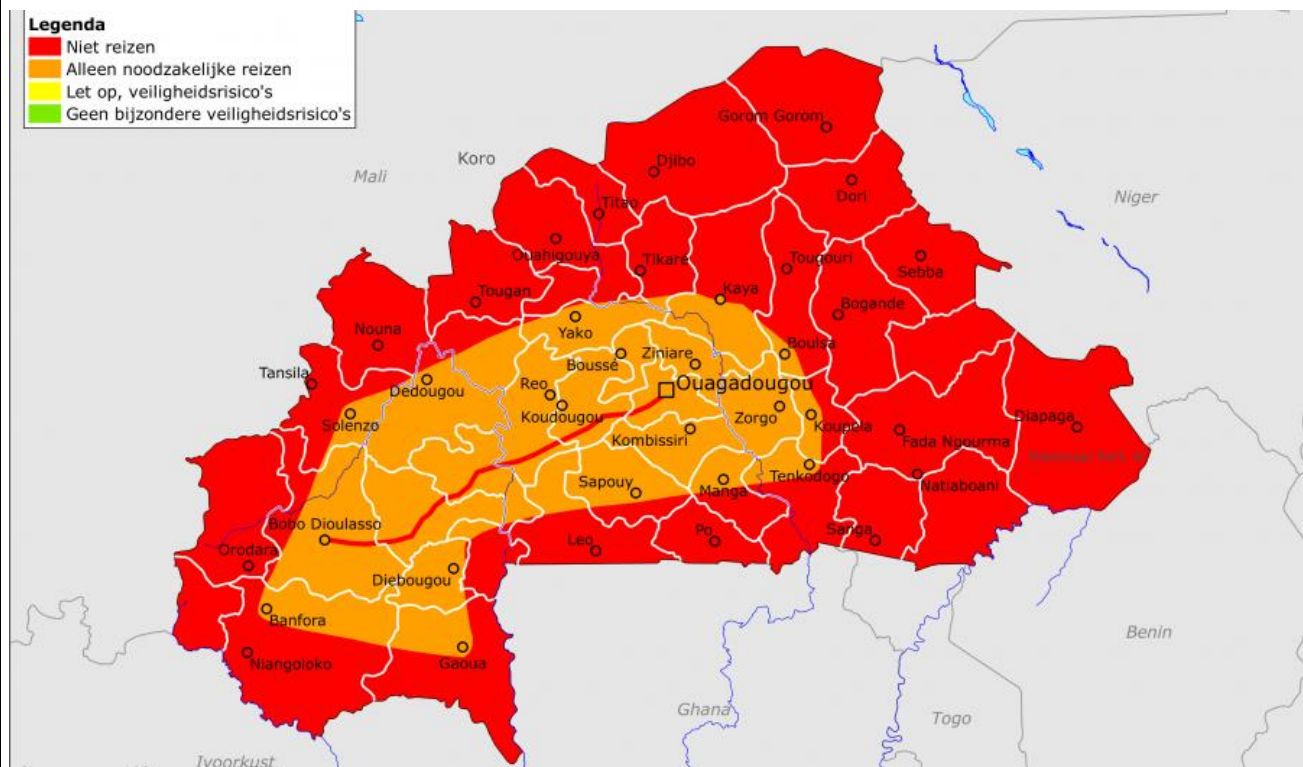 Legenda
Niet reizen
Alleen noodzakelijke reizen
Let op, veiligheidsrisico's
Geen bijzondere veiligheidsrisico's
Gorom Gorom
Koro
Djibo
Mali
Dori
Niger
Titao
Ouahigouya
Tikaré
Tougouri
Sebba
Tougan
Kaya
Bogande
Yako
Nouna
Boulsa
Boussé
Ziniare
Tansila
Dedougou
Reo
Ouagadougou
Solenzo
Koudougou
Zorgo
Koupela
Diapaga
Kombissiri
Fada Ngourma
Tenkodogo
Sapouy
Manga
Natiaboani
Bobo Dioulasso
Leo
Po
Sanga
Orodara
Diebougou
Banfora
Benin
Niangoloko
Gaoua
Ghana
Togo
Ivoorkust